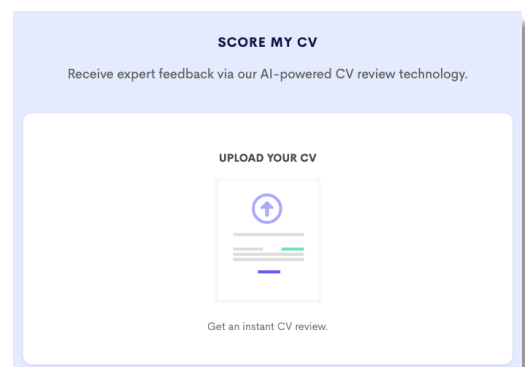 SCORE MY CV
Receive expert feedback via our AI-powered CV review technology.
UPLOAD YOUR CV
Get an instant CV review.